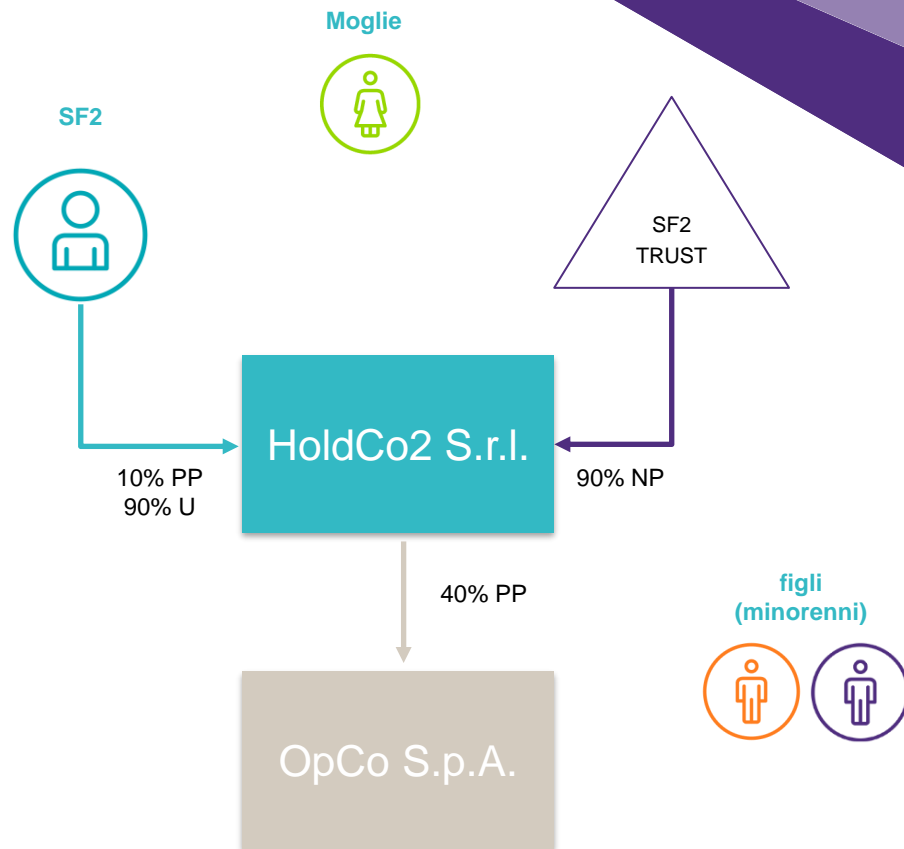 Moglie
SF2
SF2
TRUST
HoldCo2 S.r.l.
10% PP
90% U
90% NP
40% PP
figli
(minorenni)
OpCo S.p.A.